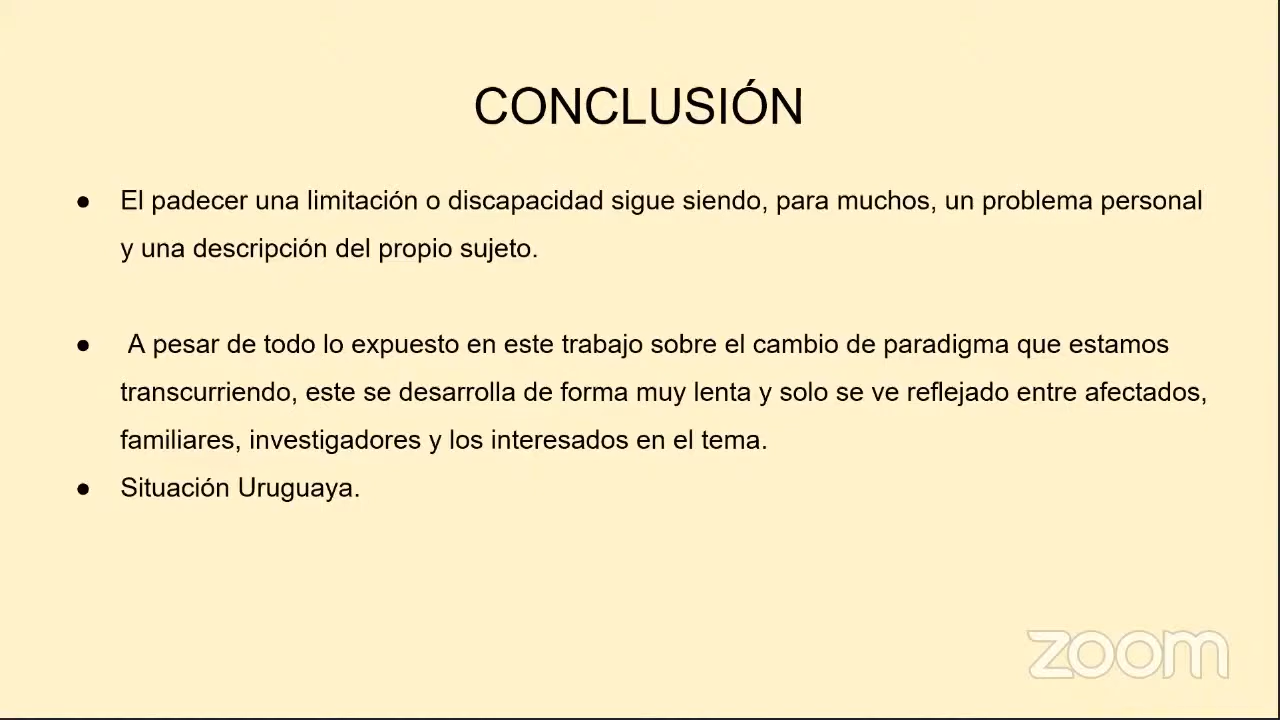 CONCLUSIÓN
● El padecer una limitación o discapacidad sigue siendo, para muchos, un problema personal
y una descripción del propio sujeto.
● A pesar de todo lo expuesto en este trabajo sobre el cambio de paradigma que estamos
transcurriendo, este se desarrolla de forma muy lenta y solo se ve reflejado entre afectados,
familiares, investigadores y los interesados en el tema.
● Situación Uruguaya.
zoom